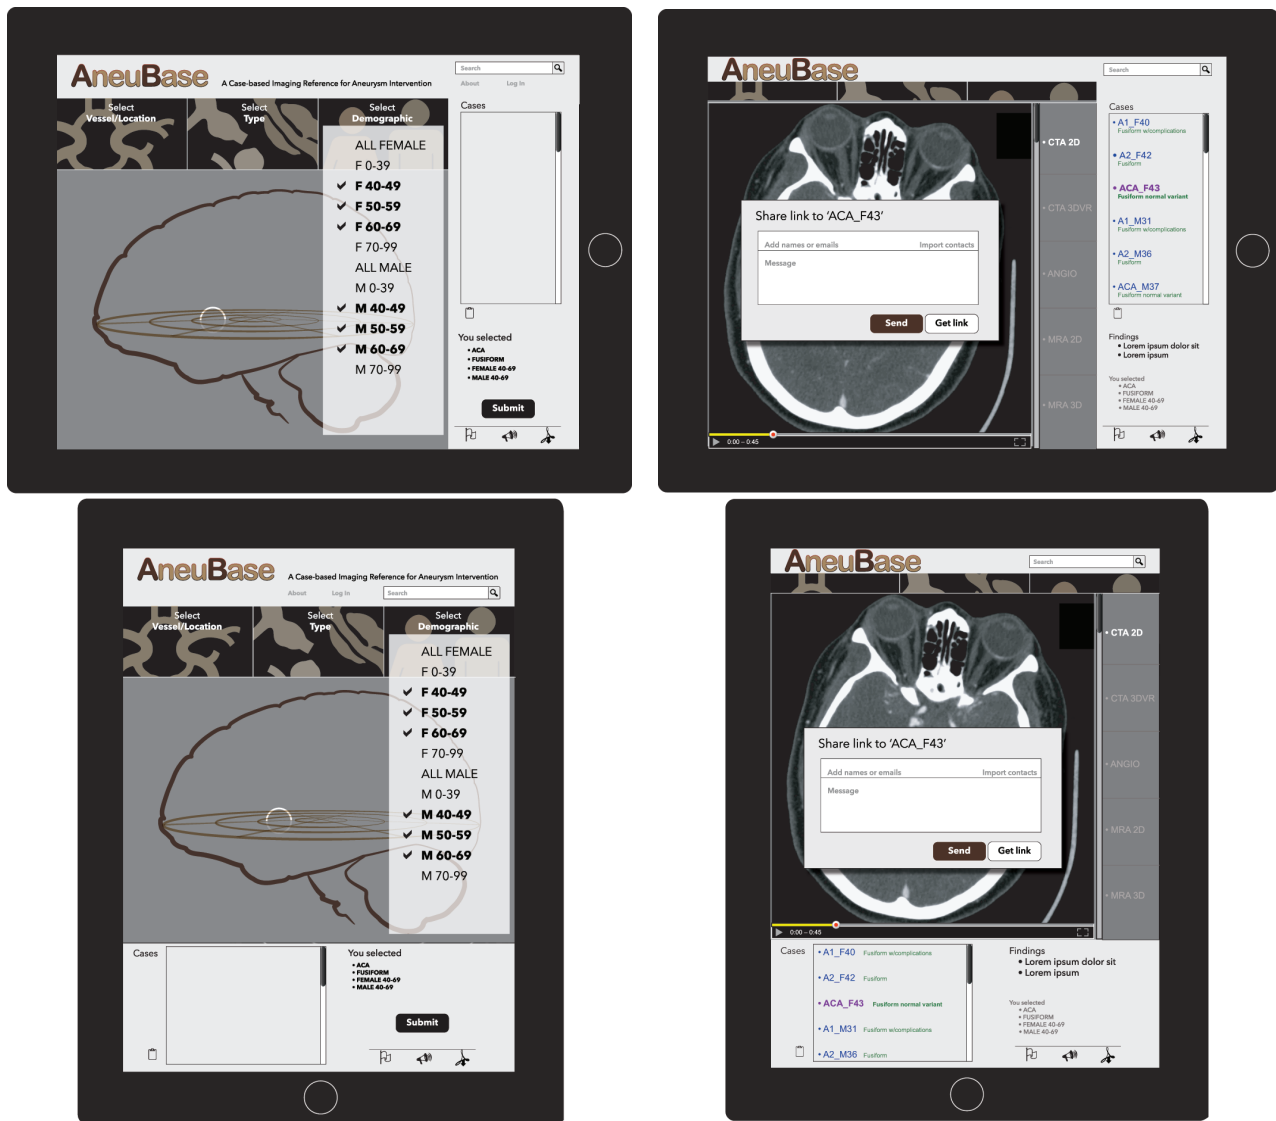 AneuBase
A Case-based Imaging Reference for Aneurysm Intervention
Search
About Log In
Select
Vessel/Location
Select
Type
Select
Demographic
ALL FEMALE
F 0-39
F 40-49
F 50-59
F 60-69
F 70-99
ALL MALE
M 0-39
M 40-49
M 50-59
M 60-69
M 70-99
Cases
You selected
• ACA
• FUSIFORM
• FEMALE 40-69
• MALE 40-69
Submit
AneuBase
Search
Share link to ‘ACA_F43’
Add names or emails Import contacts
Message
Send Get link
0:00 – 0:45
• CTA 2D
• CTA 3DVR
• ANGIO
• MRA 2D
• MRA 3D
Cases
• A1_F40
Fusiform w/complications
• A2_F42
Fusiform
• ACA_F43
Fusiform normal variant
• A1_M31
Fusiform w/complications
• A2_M36
Fusiform
• ACA_M37
Fusiform normal variant
Findings
• Lorem ipsum dolor sit
• Lorem ipsum
You selected
• ACA
• FUSIFORM
• FEMALE 40-69
• MALE 40-69
AneuBase
A Case-based Imaging Reference for Aneurysm Intervention
About Log in Search
Select
Vessel/Location
Select
Type
Select
Demographic
ALL FEMALE
F 0-39
F 40-49
F 50-59
F 60-69
F 70-99
ALL MALE
M 0-39
M 40-49
M 50-59
M 60-69
M 70-99
Cases
You selected
• ACA
• FUSIFORM
• FEMALE 40-69
• MALE 40-69
Submit
AneuBase
Search
Share link to ‘ACA_F43’
Add names or emails Import contacts
Message
Send Get link
0:00 – 0:45
• CTA 2D
• CTA 3DVR
• ANGIO
• MRA 2D
• MRA 3D
Cases
• A1_F40 Fusiform w/complications
• A2_F42 Fusiform
• ACA_F43 Fusiform normal variant
• A1_M31 Fusiform w/complications
• A2_M36 Fusiform
Findings
• Lorem ipsum dolor sit
• Lorem ipsum
You selected
• ACA
• FUSIFORM
• FEMALE 40-69
• MALE 40-69